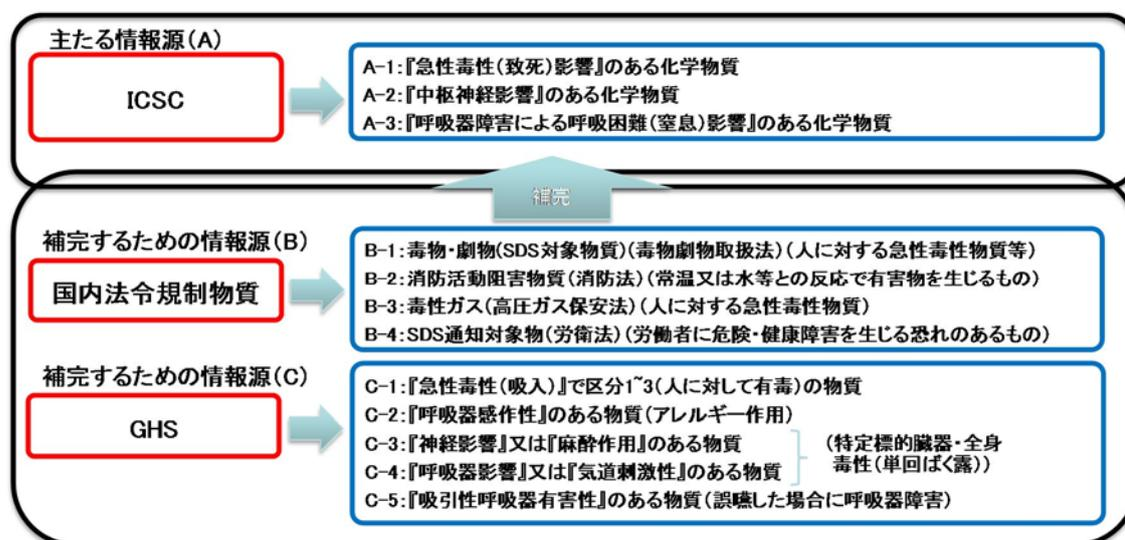 主たる情報源(A)
ICSC
A-1:『急性毒性(致死)影響』のある化学物質
A-2:『中枢神経影響』のある化学物質
A-3:『呼吸器障害による呼吸困難(窒息)影響』のある化学物質
補完
補完するための情報源(B)
国内法令規制物質
B-1:毒物・劇物(SDS対象物質)(毒物劇物取扱法)(人に対する急性毒性物質等)
B-2:消防活動阻害物質(消防法)(常温又は水等との反応で有害物を生じるもの)
B-3:毒性ガス(高圧ガス保安法)(人に対する急性毒性物質)
B-4:SDS通知対象物(労衛法)(労働者に危険・健康障害を生じる恐れのあるもの)
補完するための情報源(C)
GHS
C-1:『急性毒性(吸入)』で区分1~3(人に対して有毒)の物質
C-2:『呼吸器感作性』のある物質(アレルギー作用)
C-3:『神経影響』又は『麻酔作用』のある物質
C-4:『呼吸器影響』又は『気道刺激性』のある物質
(特定標的臓器・全身
毒性(単回ばく露))
C-5:『吸引性呼吸器有害性』のある物質(誤嚥した場合に呼吸器障害)